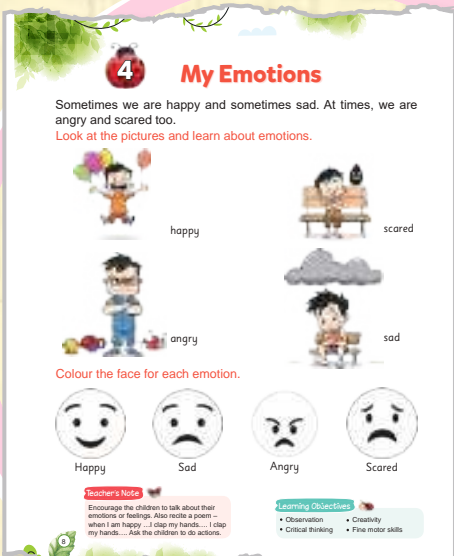 4
My Emotions
Sometimes we are happy and sometimes sad. At times, we are
angry and scared too.
Look at the pictures and learn about emotions.
happy
scared
angry
sad
Colour the face for each emotion.
Happy Sad Angry Scared
Teacher's Note
Encourage the children to talk about their
emotions or feelings. Also recite a poem –
when I am happy ...I clap my hands.... I clap
my hands.... Ask the children to do actions.
Learning Objectives
• Observation • Creativity
• Critical thinking • Fine motor skills
8